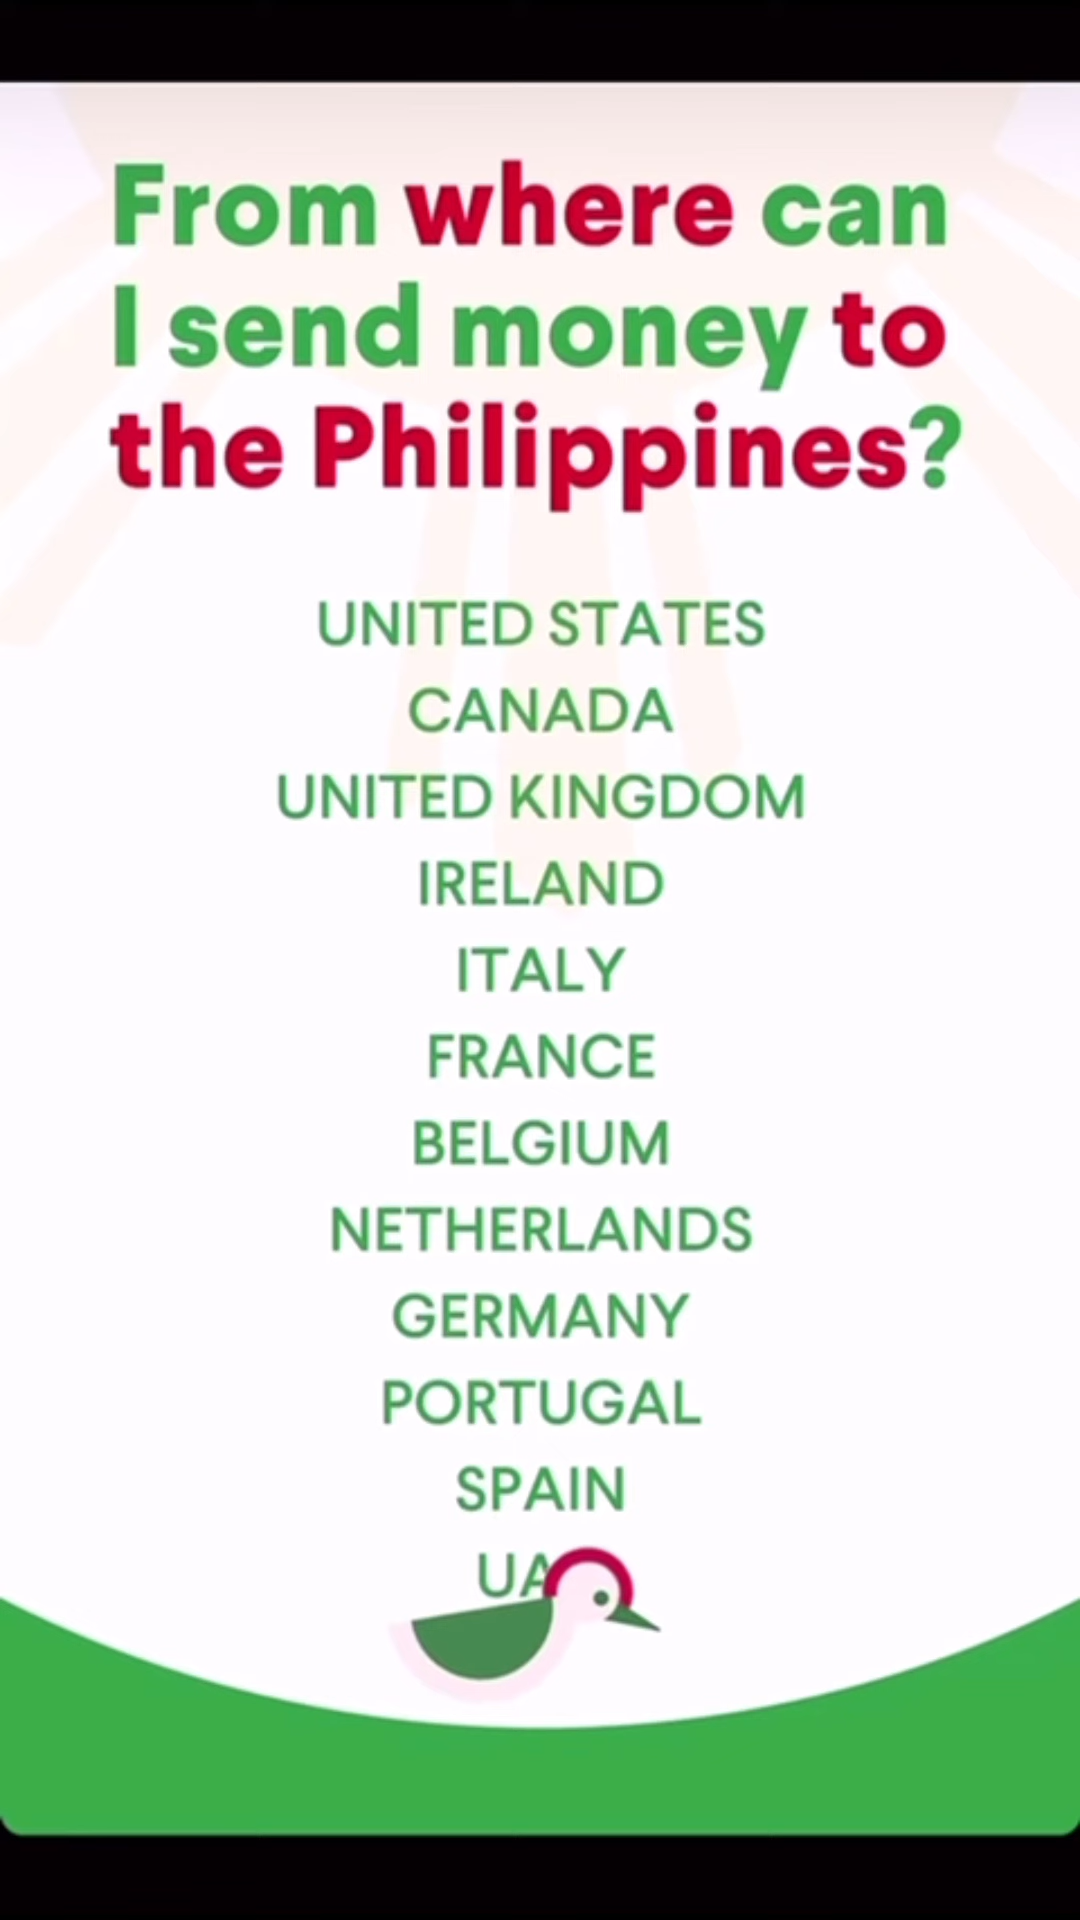 From where can
I send money to
the Philippines?
UNITED STATES
CANADA
UNITED KINGDOM
IRELAND
ITALY
FRANCE
BELGIUM
NETHERLANDS
GERMANY
PORTUGAL
SPAIN